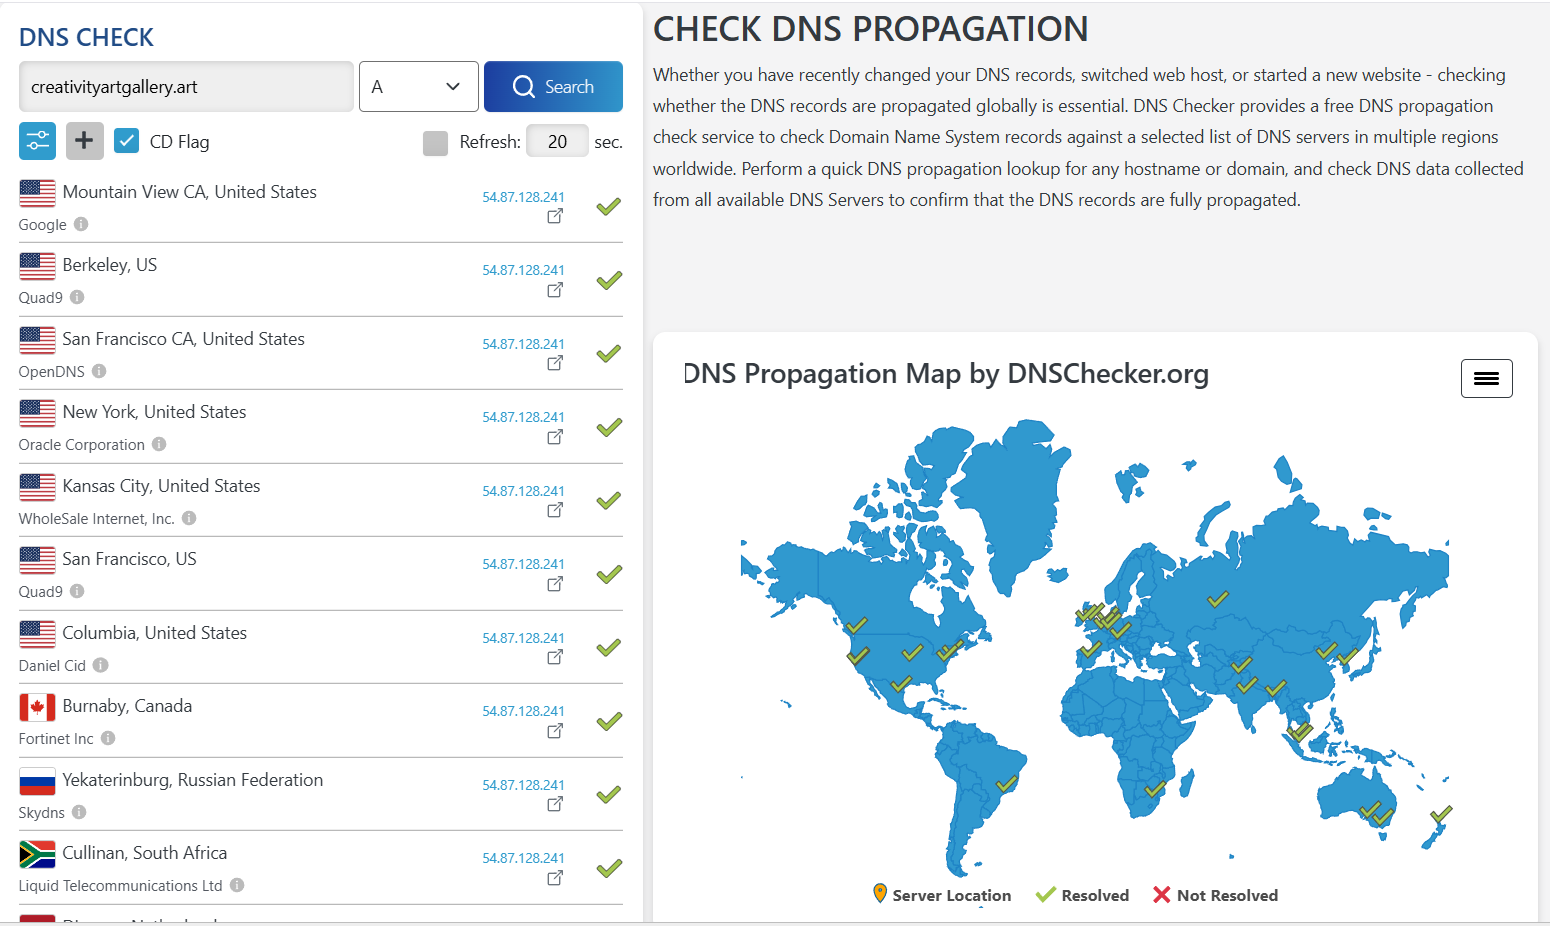 DNS CHECK
creativityartgallery.art
A
Search
CD Flag
Refresh:
20
sec.
Mountain View CA, United States
54.87.128.241
Google
Berkeley, US
54.87.128.241
Quad9
San Francisco CA, United States
54.87.128.241
OpenDNS
New York, United States
54.87.128.241
Oracle Corporation
Kansas City, United States
54.87.128.241
WholeSale Internet, Inc.
San Francisco, US
54.87.128.241
Quad9
Columbia, United States
54.87.128.241
Daniel Cid
Burnaby, Canada
54.87.128.241
Fortinet Inc
Yekaterinburg, Russian Federation
54.87.128.241
Skydns
Cullinan, South Africa
54.87.128.241
Liquid Telecommunications Ltd
CHECK DNS PROPAGATION
Whether you have recently changed your DNS records, switched web host, or started a new website - checking
whether the DNS records are propagated globally is essential. DNS Checker provides a free DNS propagation
check service to check Domain Name System records against a selected list of DNS servers in multiple regions
worldwide. Perform a quick DNS propagation lookup for any hostname or domain, and check DNS data collected
from all available DNS Servers to confirm that the DNS records are fully propagated.
DNS Propagation Map by DNSChecker.org
Server Location
Resolved
Not Resolved